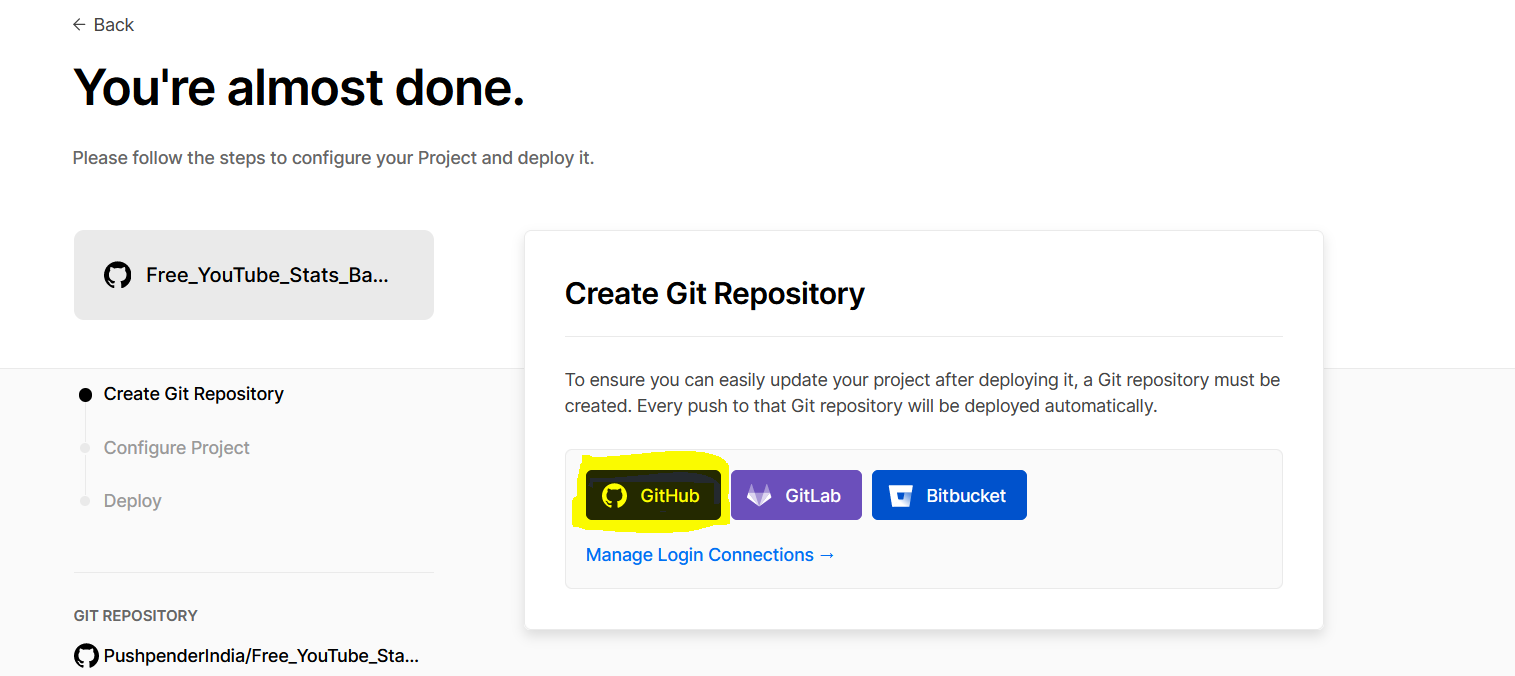 ← Back
You're almost done.
Please follow the steps to configure your Project and deploy it.
Free_YouTube_Stats_Ba...
Create Git Repository
Configure Project
Deploy
GIT REPOSITORY
PushpenderIndia/Free_YouTube_Sta...
Create Git Repository
To ensure you can easily update your project after deploying it, a Git repository must be
created. Every push to that Git repository will be deployed automatically.
GitHub
GitLab
Bitbucket
Manage Login Connections →